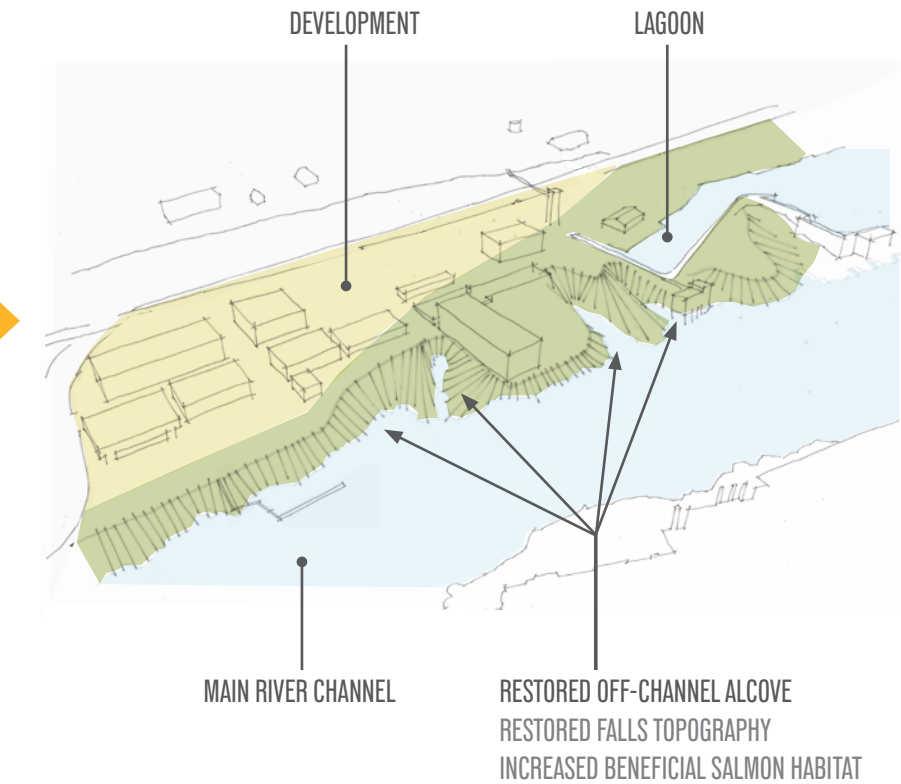 DEVELOPMENT
LAGOON
MAIN RIVER CHANNEL
RESTORED OFF-CHANNEL ALCOVE
RESTORED FALLS TOPOGRAPHY
INCREASED BENEFICIAL SALMON HABITAT